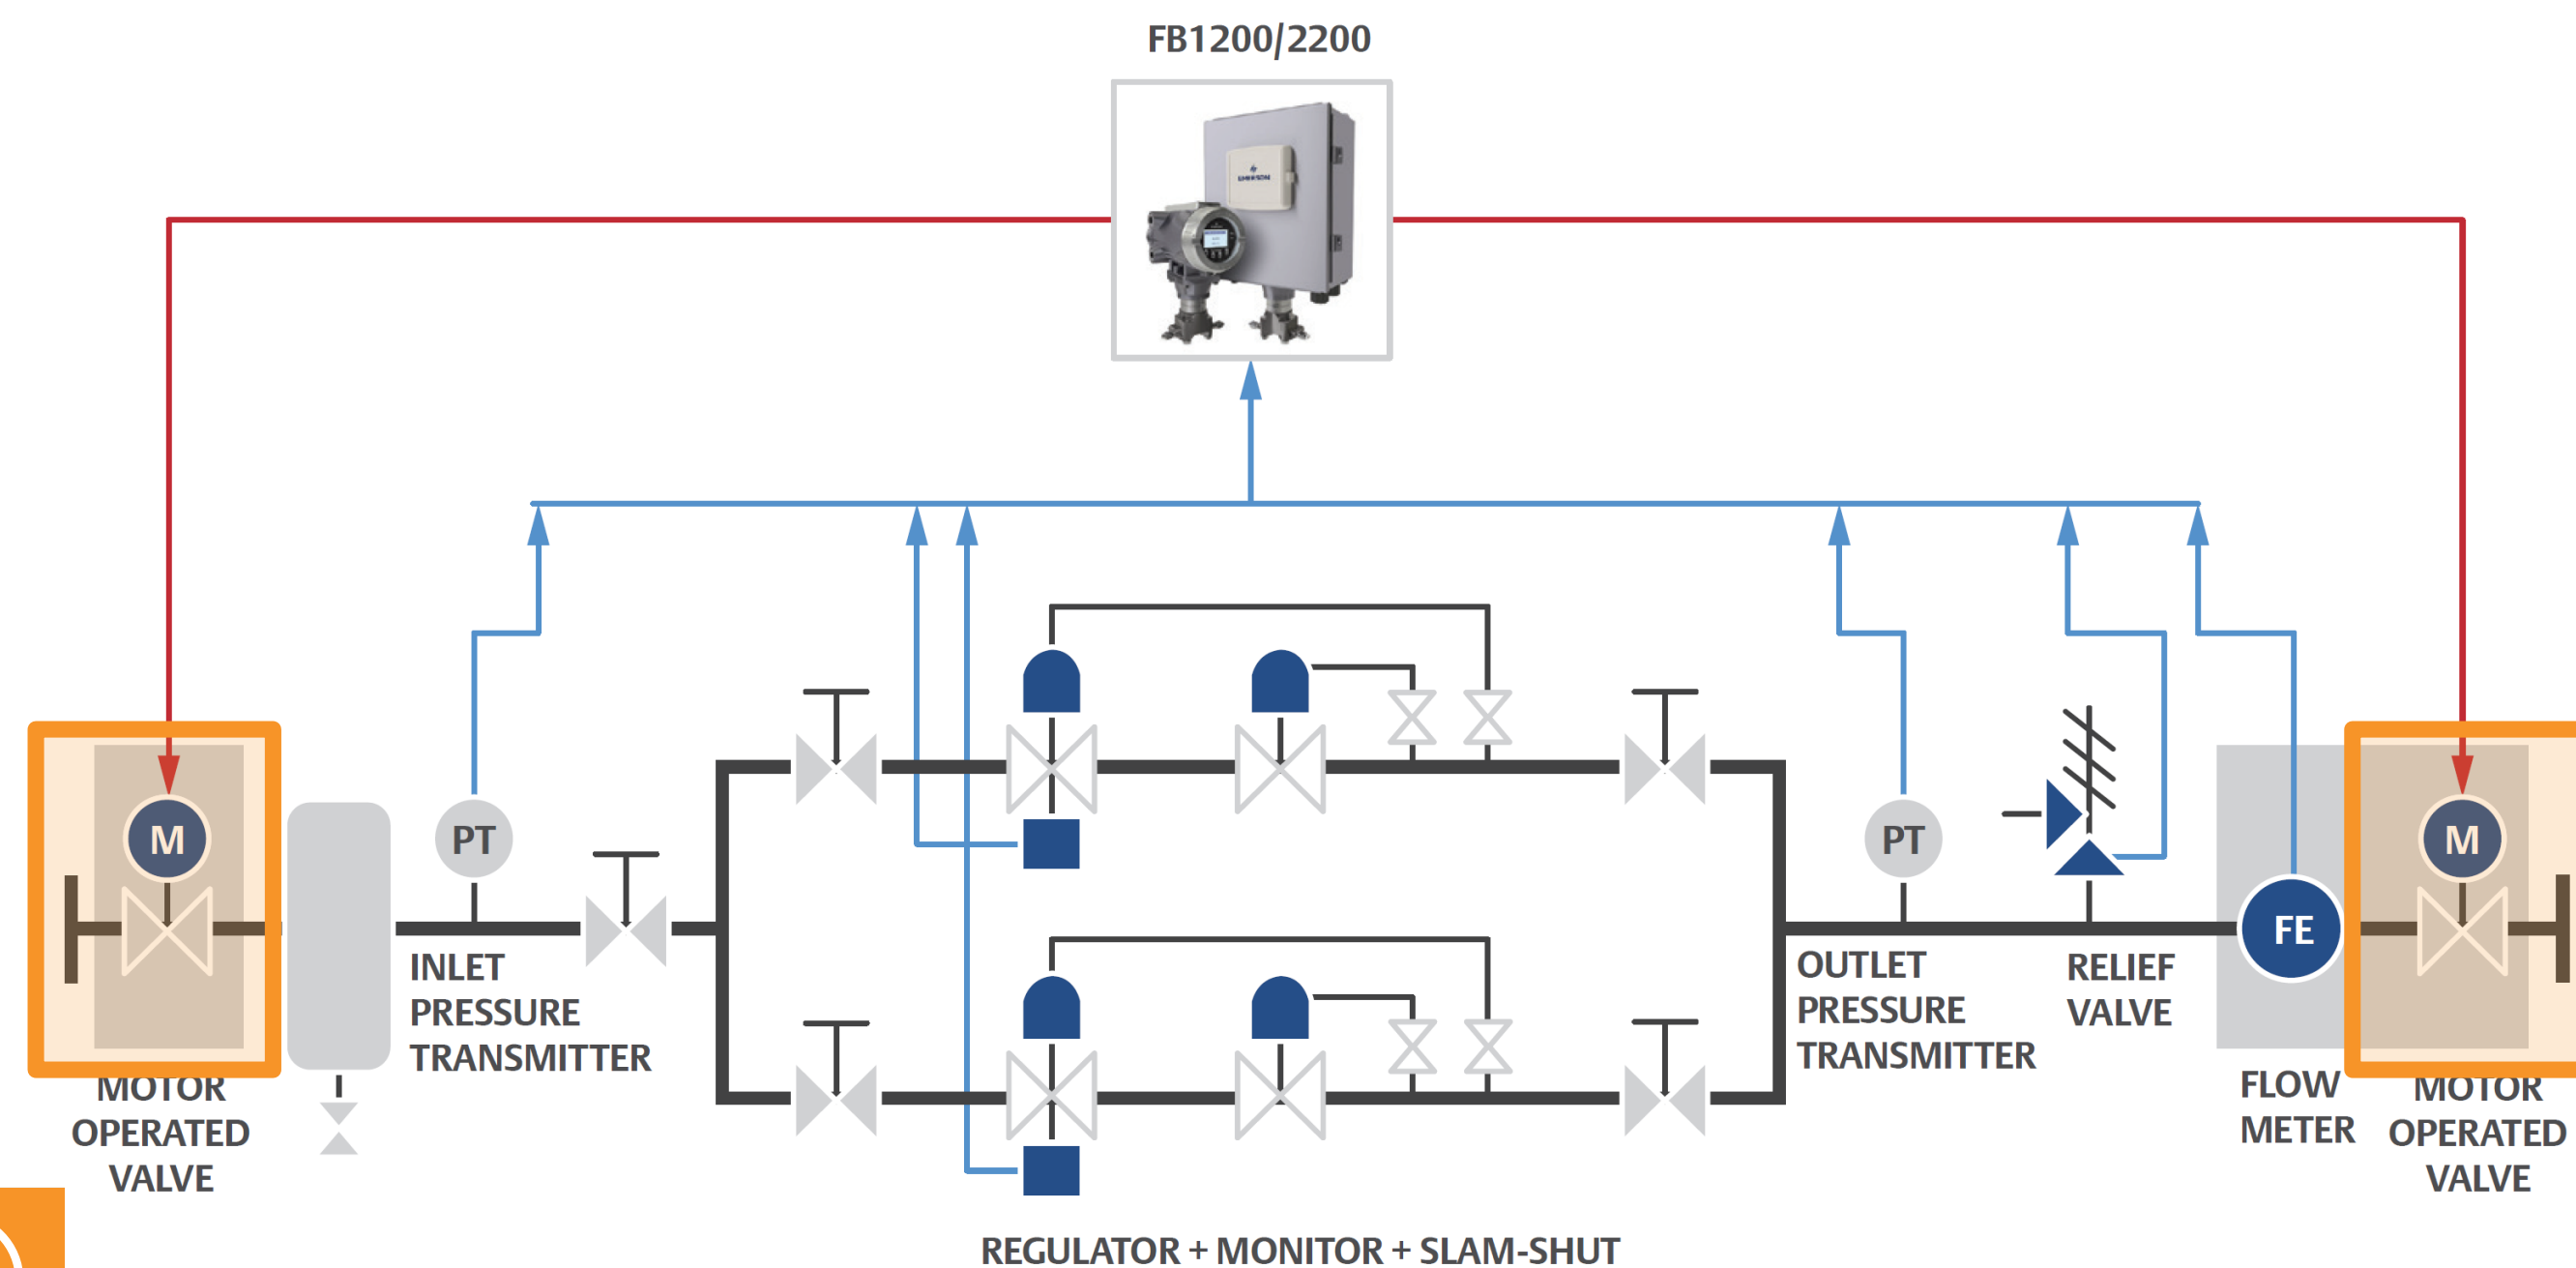 FB1200/2200
EMERSON
M
PT
PT
M
FE
INLET
PRESSURE
TRANSMITTER
OUTLET
PRESSURE
TRANSMITTER
RELIEF
VALVE
MOTOR
OPERATED
VALVE
FLOW
METER
MOTOR
OPERATED
VALVE
REGULATOR + MONITOR + SLAM-SHUT